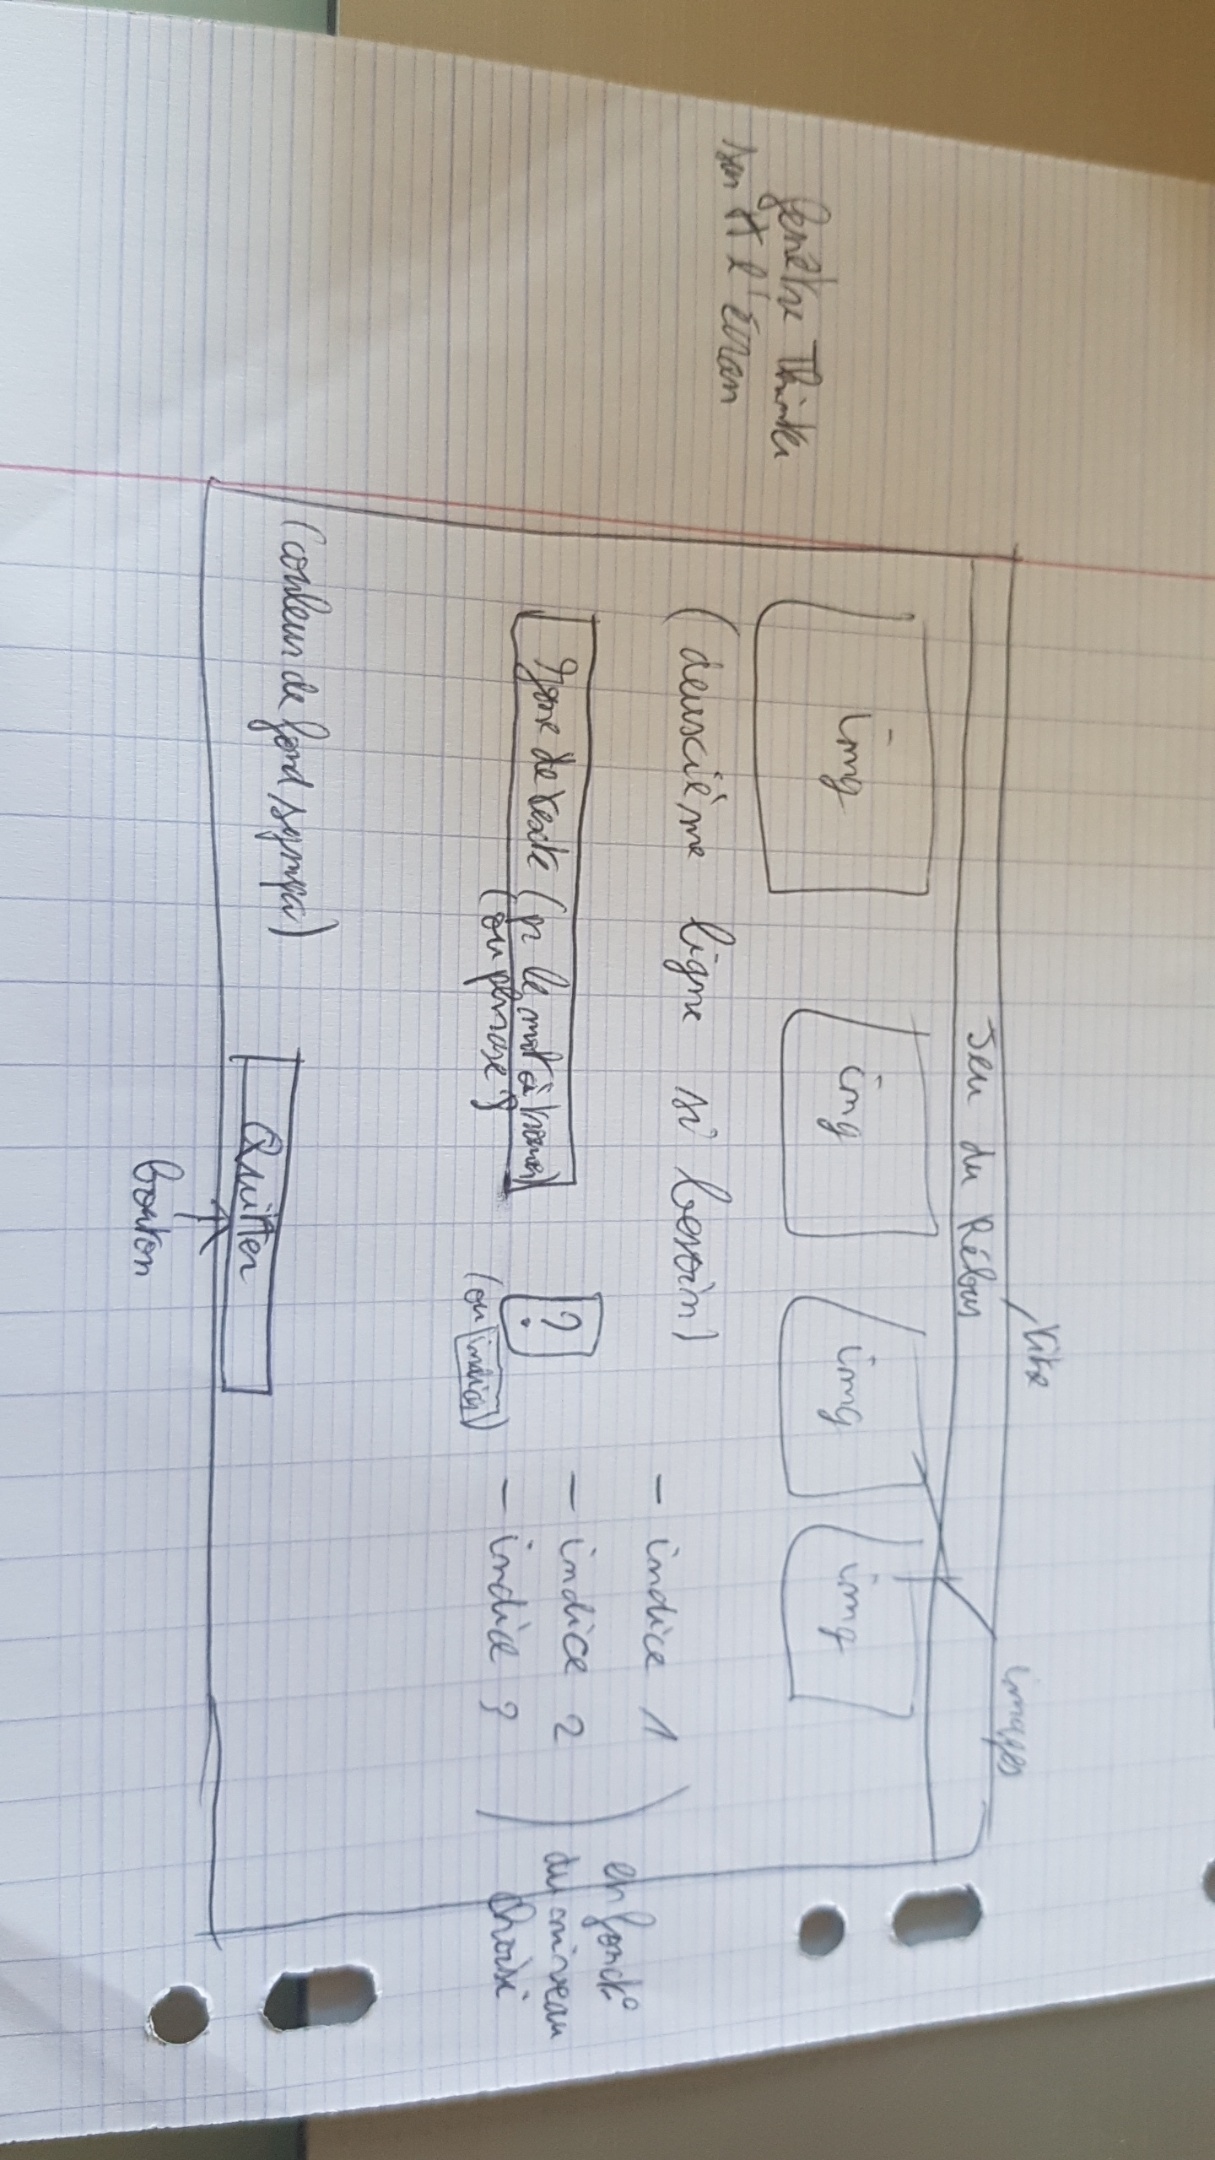 titre
images
Jeu du Rébus
img img img img
fenêtre Thinker
sur tt l'écran
(deuxième ligne si besoin)
- indice 1
- indice 2
- indice 3
en fonct°
du niveau
choisi
Zone de texte (pr le mot à trouver)
(ou phrase ?
?
(ou indices)
(couleur de fond sympa)
Quitter
bouton